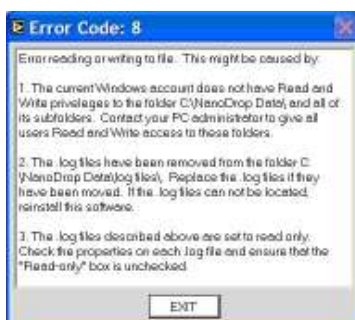 Error Code: 8
Error reading or writing to file. This might be caused by:
1. The current Windows account does not have Read and
Write priveleges to the folder C:\NanoDrop Data\ and all of
its subfolders. Contact your PC administrator to give all
users Read and Write access to these folders.
2. The .log files have been removed from the folder C:
\NanoDrop Data\log files\. Replace the .log files if they
have been moved. If the .log files can not be located,
reinstall this software.
3. The .log files described above are set to read only.
Check the properties on each .log file and ensure that the
"Read-only" box is unchecked.
EXIT